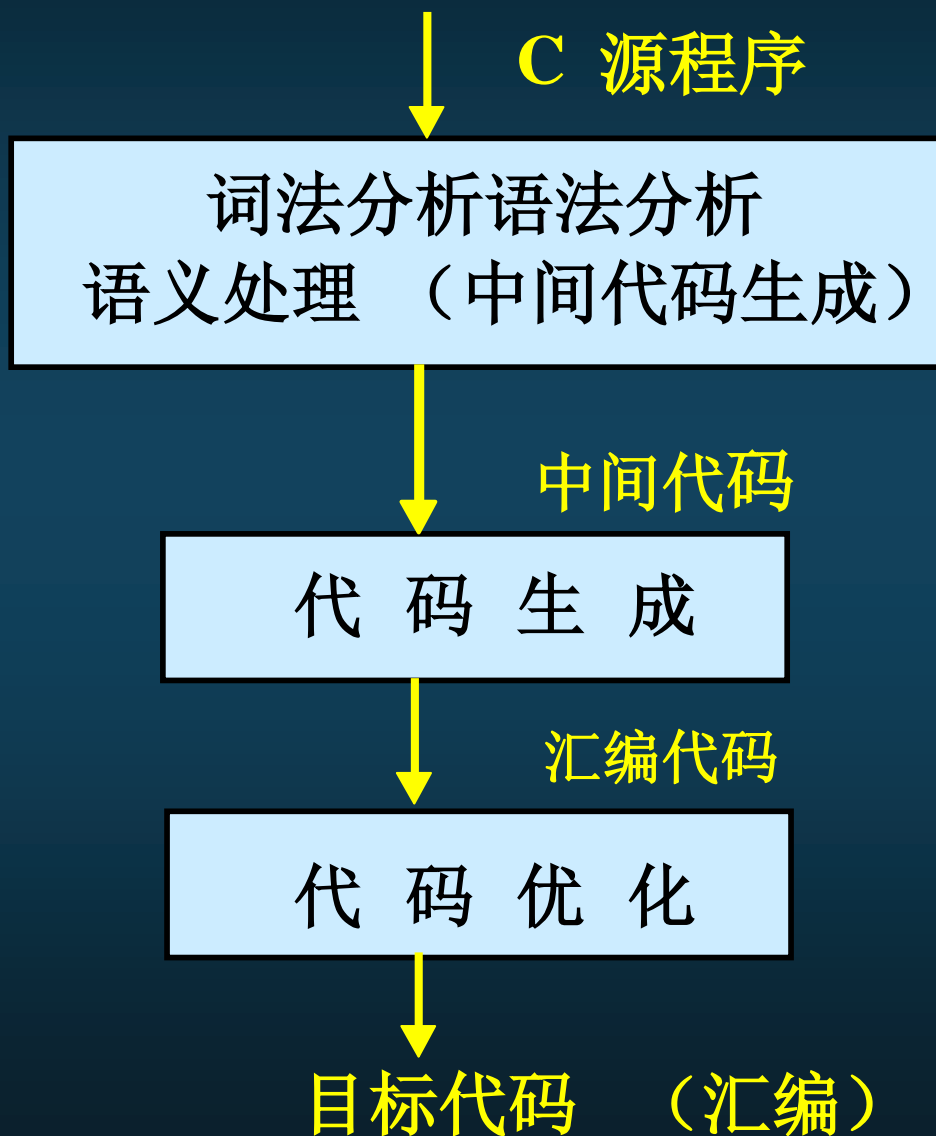 C 源程序
词法分析语法分析
语义处理 （中间代码生成）
中间代码
代 码 生 成
汇编代码
代 码 优 化
目标代码 （汇编）